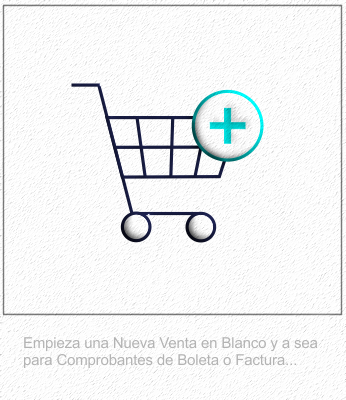 Empieza una Nueva Venta en Blanco y a sea
para Comprobantes de Boleta o Factura...